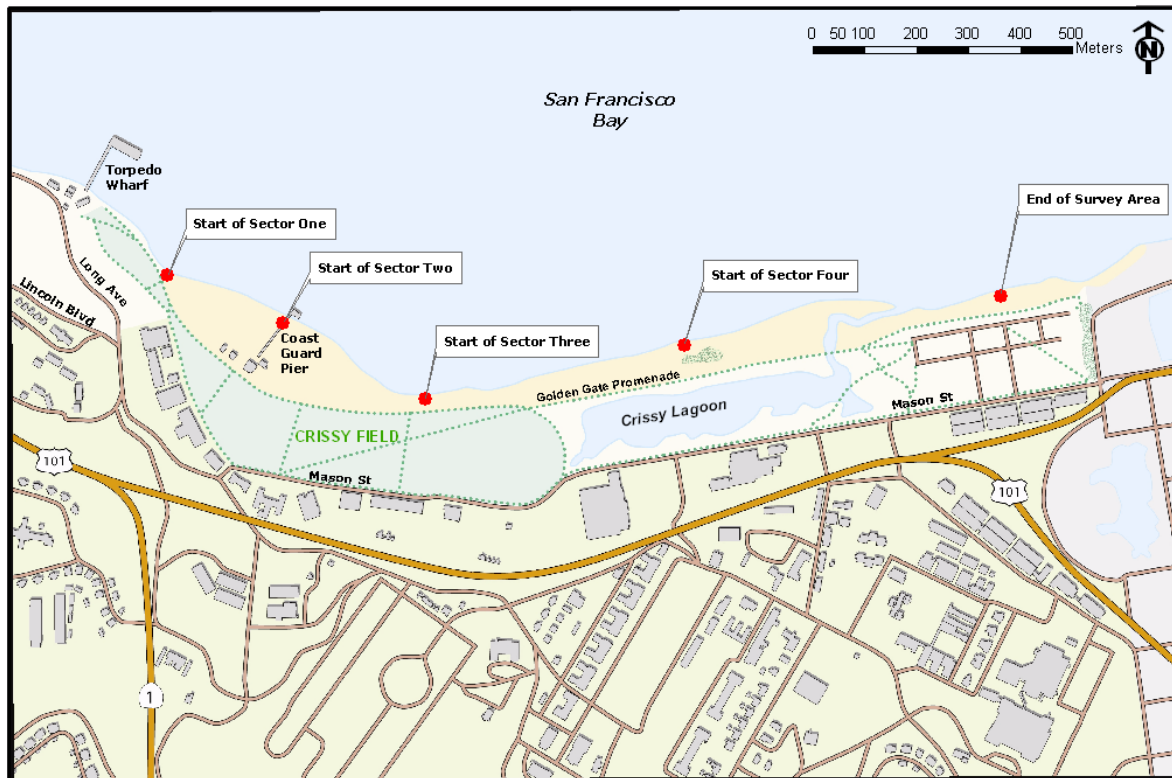 0 50 100 200 300 400 500
Meters
N
San Francisco
Bay
Torpedo
Wharf
End of Survey Area
Start of Sector One
Start of Sector Two
Start of Sector Four
Long Ave
Lincoln Blvd
Coast
Guard
Pier
Start of Sector Three
Golden Gate Promenade
Crissy Lagoon
Mason St
CRISSY FIELD
Mason St
101
101
1